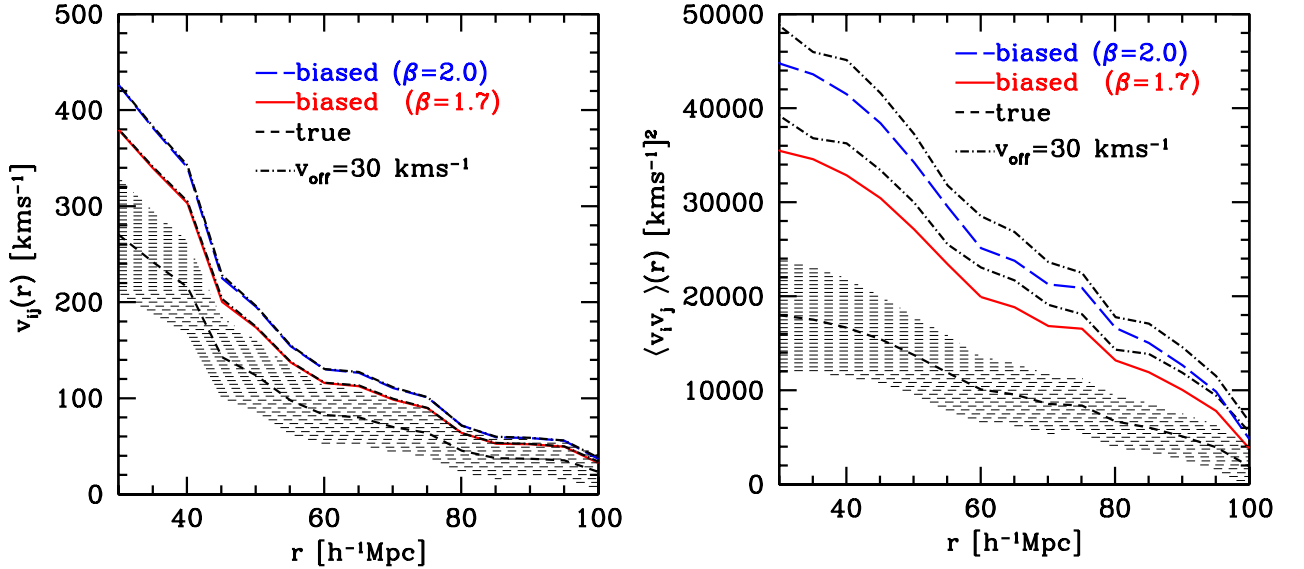 500
400
300
200
100
0
40
60
80
100
v_ij(r) [kms⁻¹]
r [h⁻¹Mpc]
biased (β=2.0)
biased (β=1.7)
true
v_off=30 kms⁻¹
50000
40000
30000
20000
10000
0
40
60
80
100
⟨v_i v_j ⟩(r) [kms⁻¹]²
r [h⁻¹Mpc]
biased (β=2.0)
biased (β=1.7)
true
v_off=30 kms⁻¹